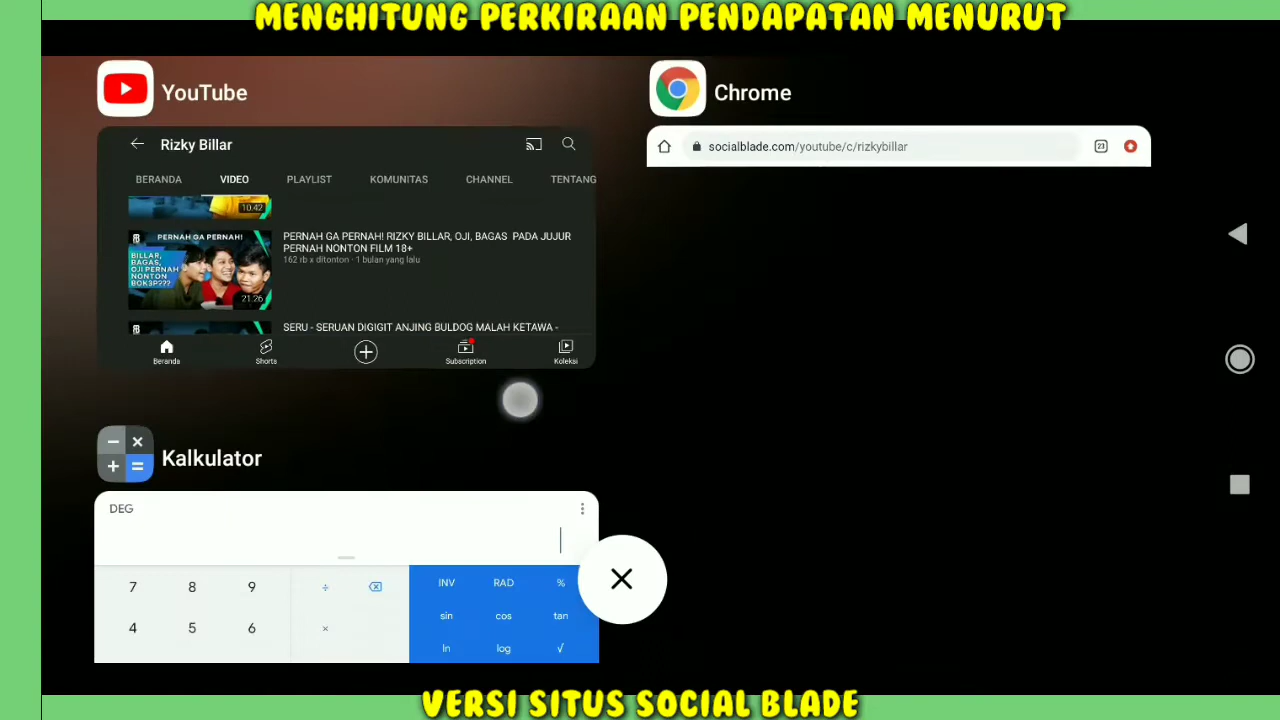 MENGHITUNG PERKIRAAN PENDAPATAN MENURUT
YouTube
Rizky Billar
BERANDA VIDEO PLAYLIST KOMUNITAS CHANNEL TENTANG
10.42
PERNAH GA PERNAH!
BILLAR,
BAGAS,
OJI PERNAH
NONTON
BOK3P???
21.26
PERNAH GA PERNAH! RIZKY BILLAR, OJI, BAGAS PADA JUJUR
PERNAH NONTON FILM 18+
162 rb x ditonton · 1 bulan yang lalu
SERU - SERUAN DIGIGIT ANJING BULDOG MALAH KETAWA -
Beranda Shorts Subscription Koleksi
Chrome
socialblade.com/youtube/c/rizkybillar
23
Kalkulator
DEG
7 8 9 ÷ INV RAD %
4 5 6 × sin cos tan
ln log √
VERSI SITUS SOCIAL BLADE